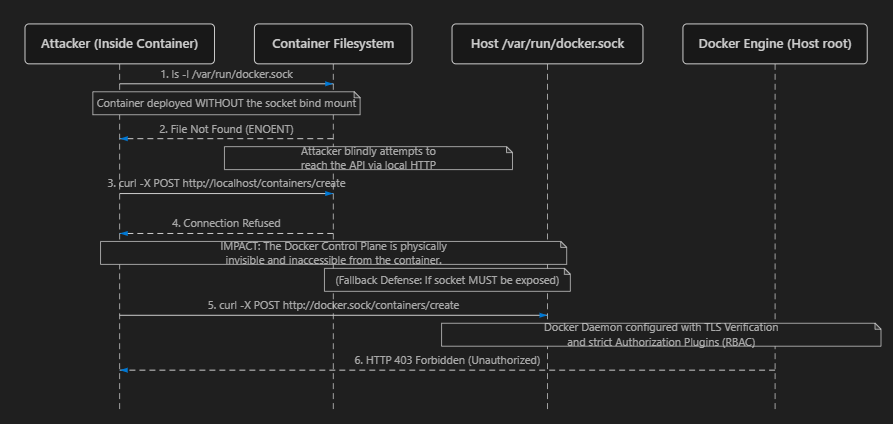 Attacker (Inside Container)
Container Filesystem
Host /var/run/docker.sock
Docker Engine (Host root)
1. ls -l /var/run/docker.sock
Container deployed WITHOUT the socket bind mount
2. File Not Found (ENOENT)
Attacker blindly attempts to
reach the API via local HTTP
3. curl -X POST http://localhost/containers/create
4. Connection Refused
IMPACT: The Docker Control Plane is physically
invisible and inaccessible from the container.
(Fallback Defense: If socket MUST be exposed)
5. curl -X POST http://docker.sock/containers/create
Docker Daemon configured with TLS Verification
and strict Authorization Plugins (RBAC)
6. HTTP 403 Forbidden (Unauthorized)